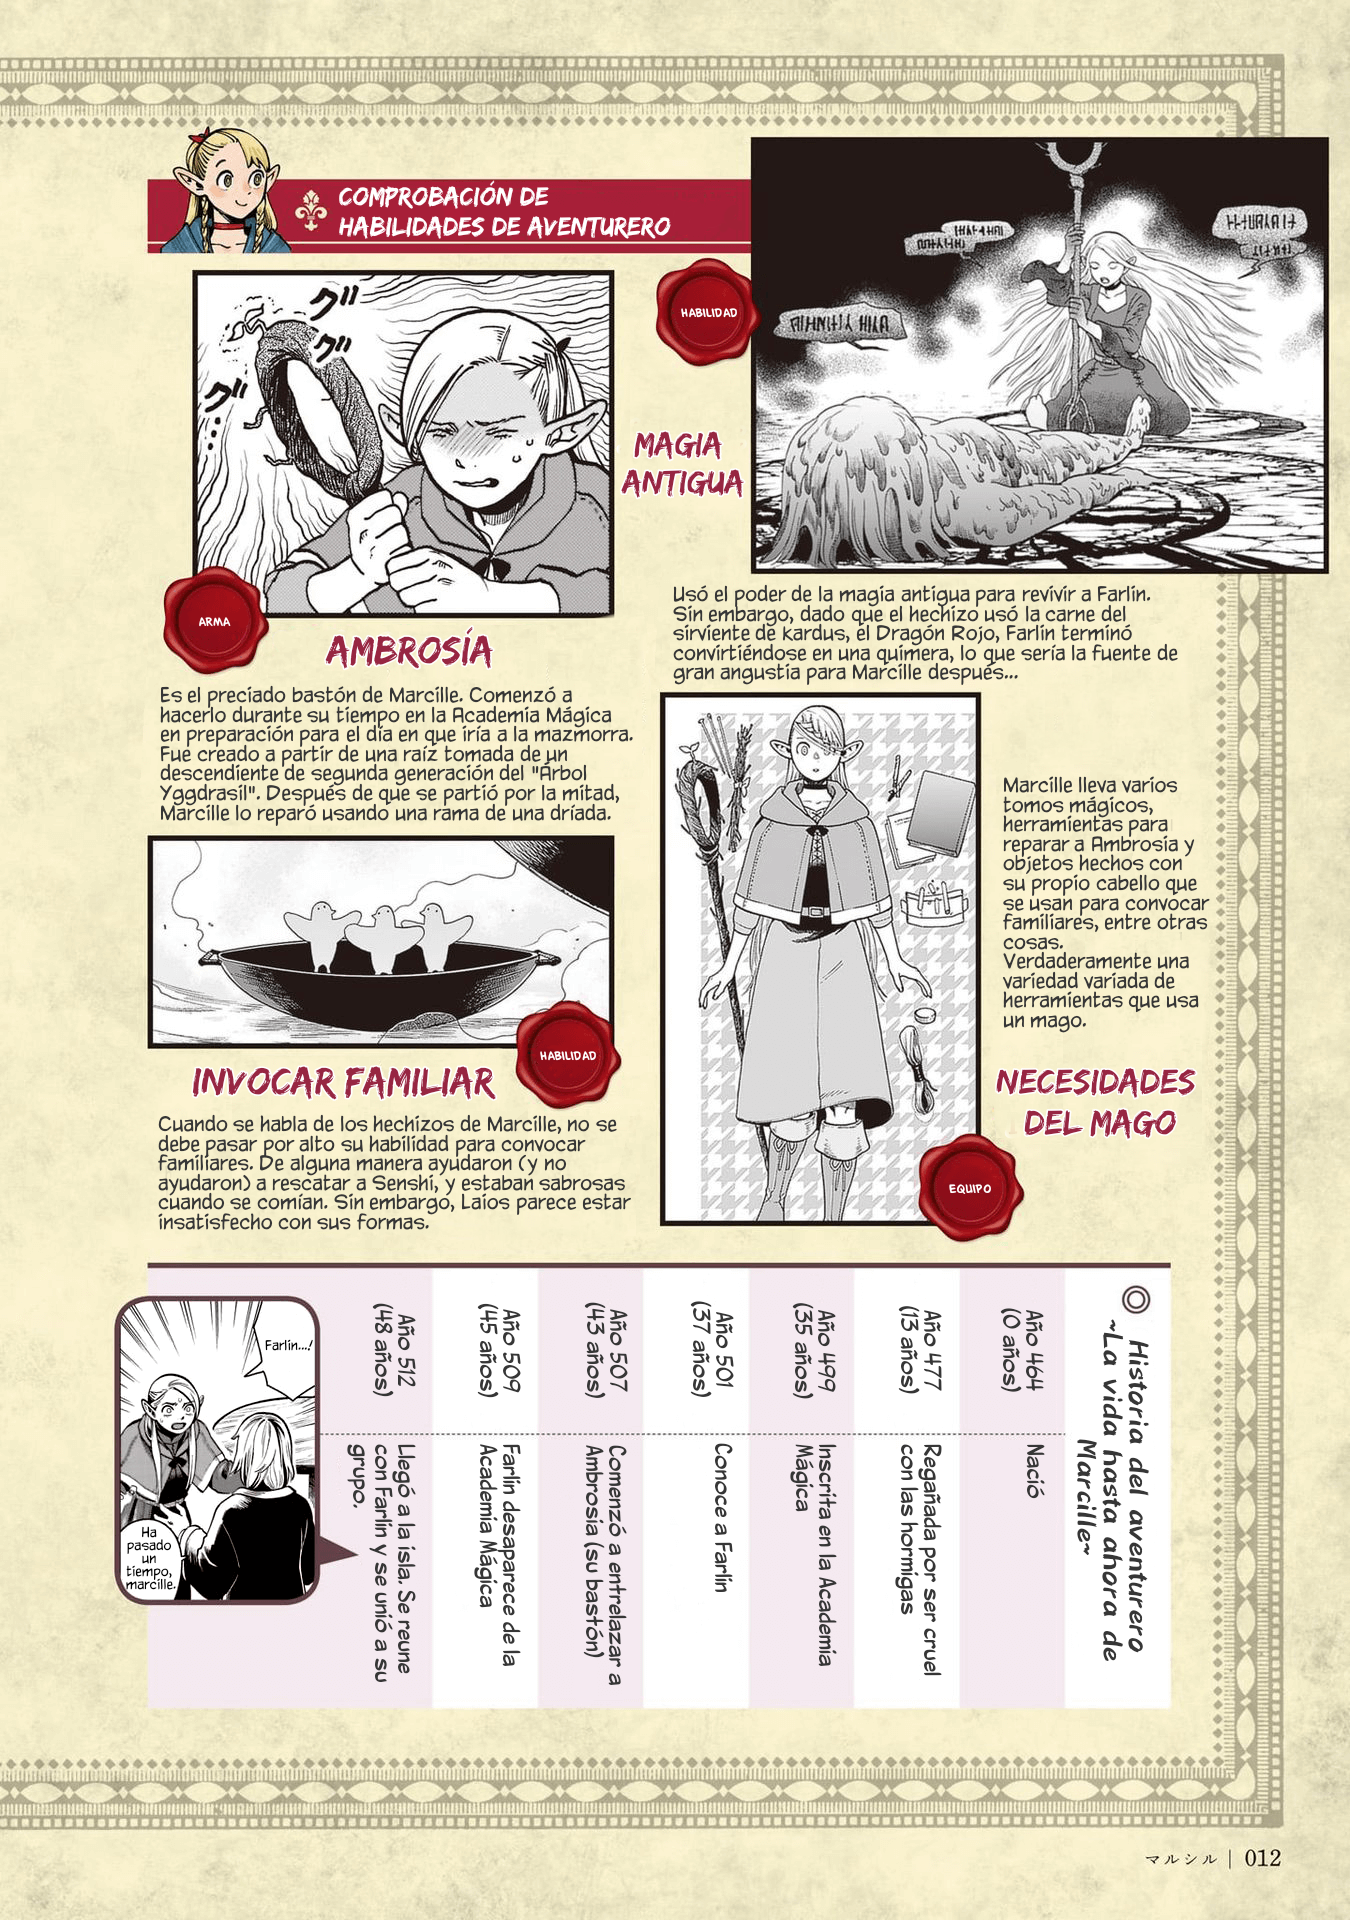 COMPROBACIÓN DE
HABILIDADES DE AVENTURERO
グッ
グッ
グッ
ARMA
AMBROSÍA
Es el preciado bastón de Marcille. Comenzó a
hacerlo durante su tiempo en la Academia Mágica
en preparación para el día en que iría a la mazmorra.
Fue creado a partir de una raíz tomada de un
descendiente de segunda generación del "Árbol
Yggdrasil". Después de que se partió por la mitad,
Marcille lo reparó usando una rama de una dríada.
HABILIDAD
MAGIA
ANTIGUA
Usó el poder de la magia antigua para revivir a Farlin.
Sin embargo, dado que el hechizo usó la carne del
sirviente de kardus, el Dragón Rojo, Farlin terminó
convirtiéndose en una quimera, lo que sería la fuente de
gran angustia para Marcille después...
HABILIDAD
INVOCAR FAMILIAR
Cuando se habla de los hechizos de Marcille, no se
debe pasar por alto su habilidad para convocar
familiares. De alguna manera ayudaron (y no
ayudaron) a rescatar a Senshi, y estaban sabrosas
cuando se comían. Sin embargo, Laios parece estar
insatisfecho con sus formas.
Marcille lleva varios
tomos mágicos,
herramientas para
reparar a Ambrosia y
objetos hechos con
su propio cabello que
se usan para convocar
familiares, entre otras
cosas.
Verdaderamente una
variedad variada de
herramientas que usa
un mago.
NECESIDADES
DEL MAGO
EQUIPO
Historia del aventurero
~La vida hasta ahora de
Marcille~
Año 464
(0 años)
Nació
Año 477
(13 años)
Regañada por ser cruel
con las hormigas
Año 499
(35 años)
Inscrita en la Academia
Mágica
Año 501
(37 años)
Conoce a Farlin
Año 507
(43 años)
Comenzó a entrelazar a
Ambrosia (su bastón)
Año 509
(45 años)
Farlin desaparece de la
Academia Mágica
Año 512
(48 años)
Llegó a la isla. Se reune
con Farlin y se unió a su
grupo.
Farlin...!
Ha
pasado
un
tiempo,
marcille.
マルシル | 012